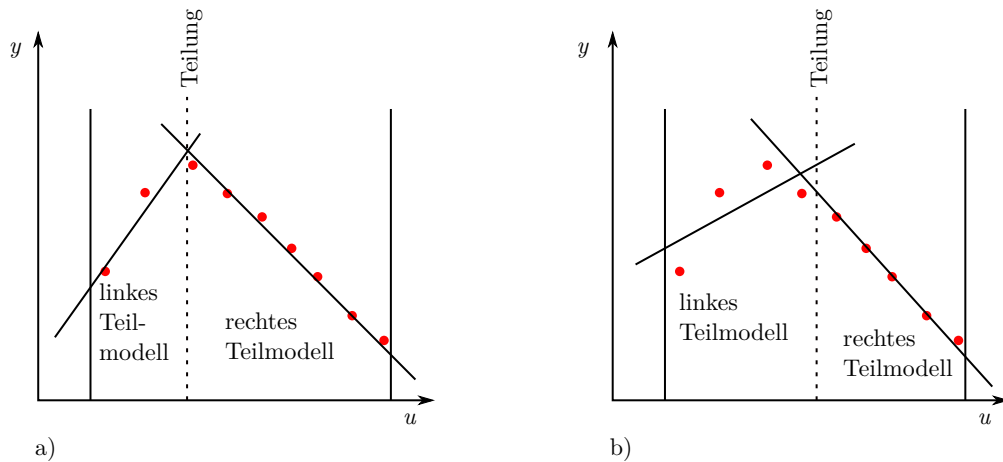 y
Teilung
linkes
Teil-
modell
rechtes
Teilmodell
u
a)
y
Teilung
linkes
Teilmodell
rechtes
Teilmodell
u
b)